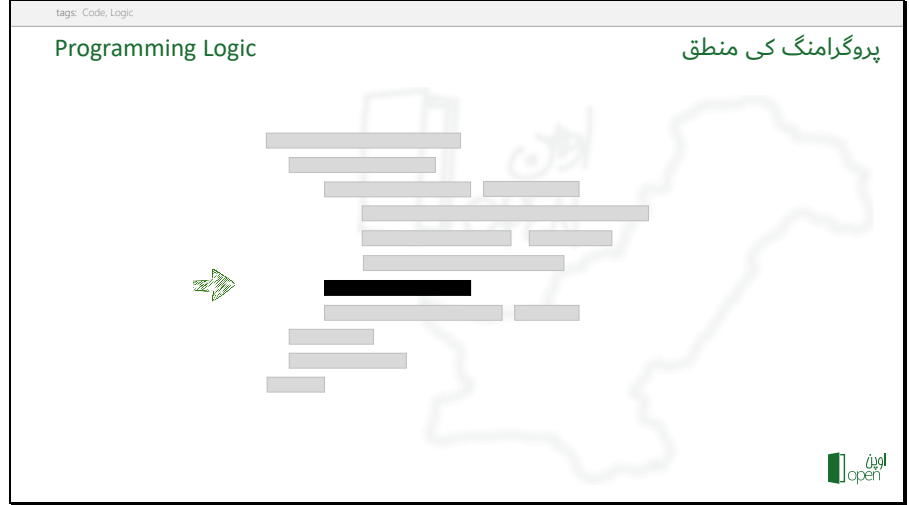 tags: Code, Logic
Programming Logic
پروگرامنگ کی منطق
اوپن
open